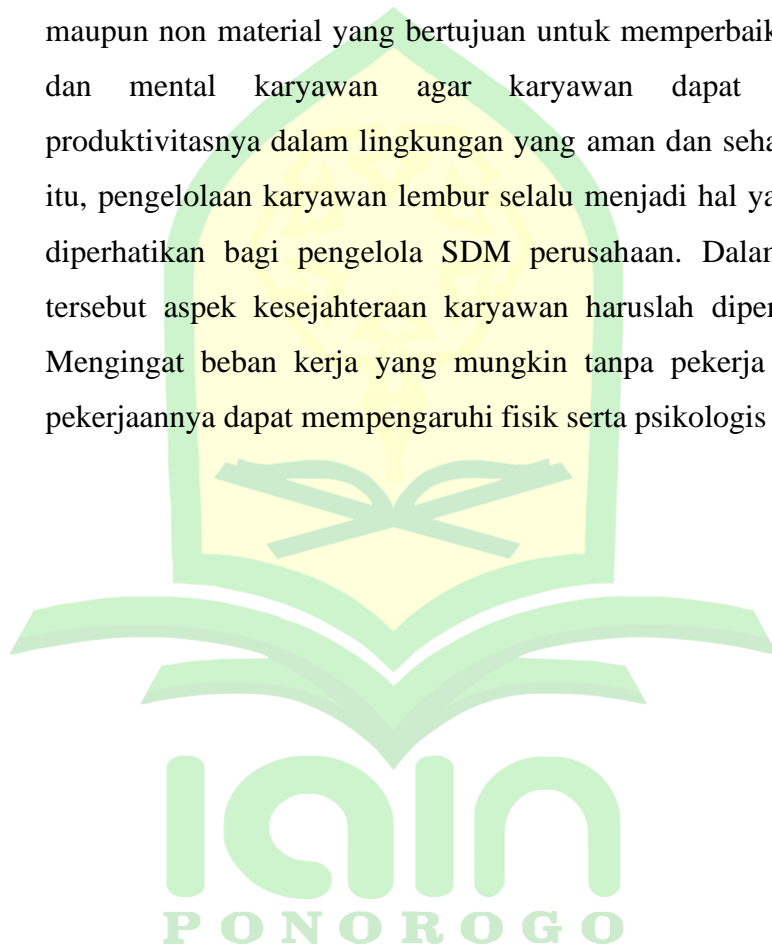 maupun non material yang bertujuan untuk memperbaik
dan mental karyawan agar karyawan dapat
produktivitasnya dalam lingkungan yang aman dan seha
itu, pengelolaan karyawan lembur selalu menjadi hal ya
diperhatikan bagi pengelola SDM perusahaan. Dalam
tersebut aspek kesejahteraan karyawan haruslah diper
Mengingat beban kerja yang mungkin tanpa pekerja
pekerjaannya dapat mempengaruhi fisik serta psikologis
iain
PONOROGO